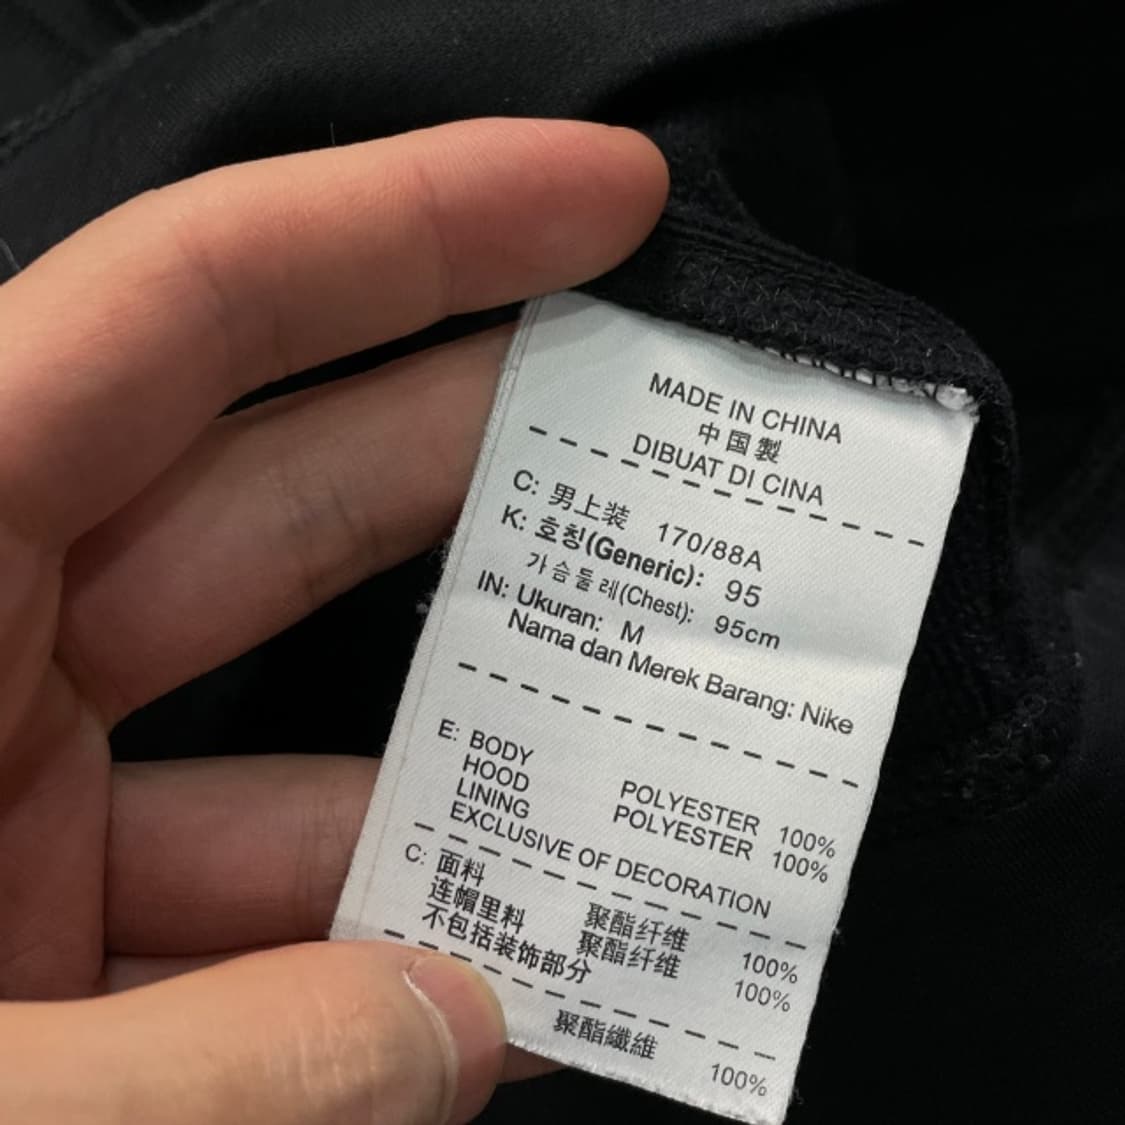 MADE IN CHINA
中国製
DIBUAT DI CINA
C: 男上装 170/88A
K: 호칭(Generic): 95
가슴둘레(Chest): 95cm
IN: Ukuran: M
Nama dan Merek Barang: Nike
E: BODY POLYESTER 100%
HOOD
LINING POLYESTER 100%
EXCLUSIVE OF DECORATION
C: 面料 聚酯纤维 100%
连帽里料 聚酯纤维 100%
不包括装饰部分
聚酯纖維 100%